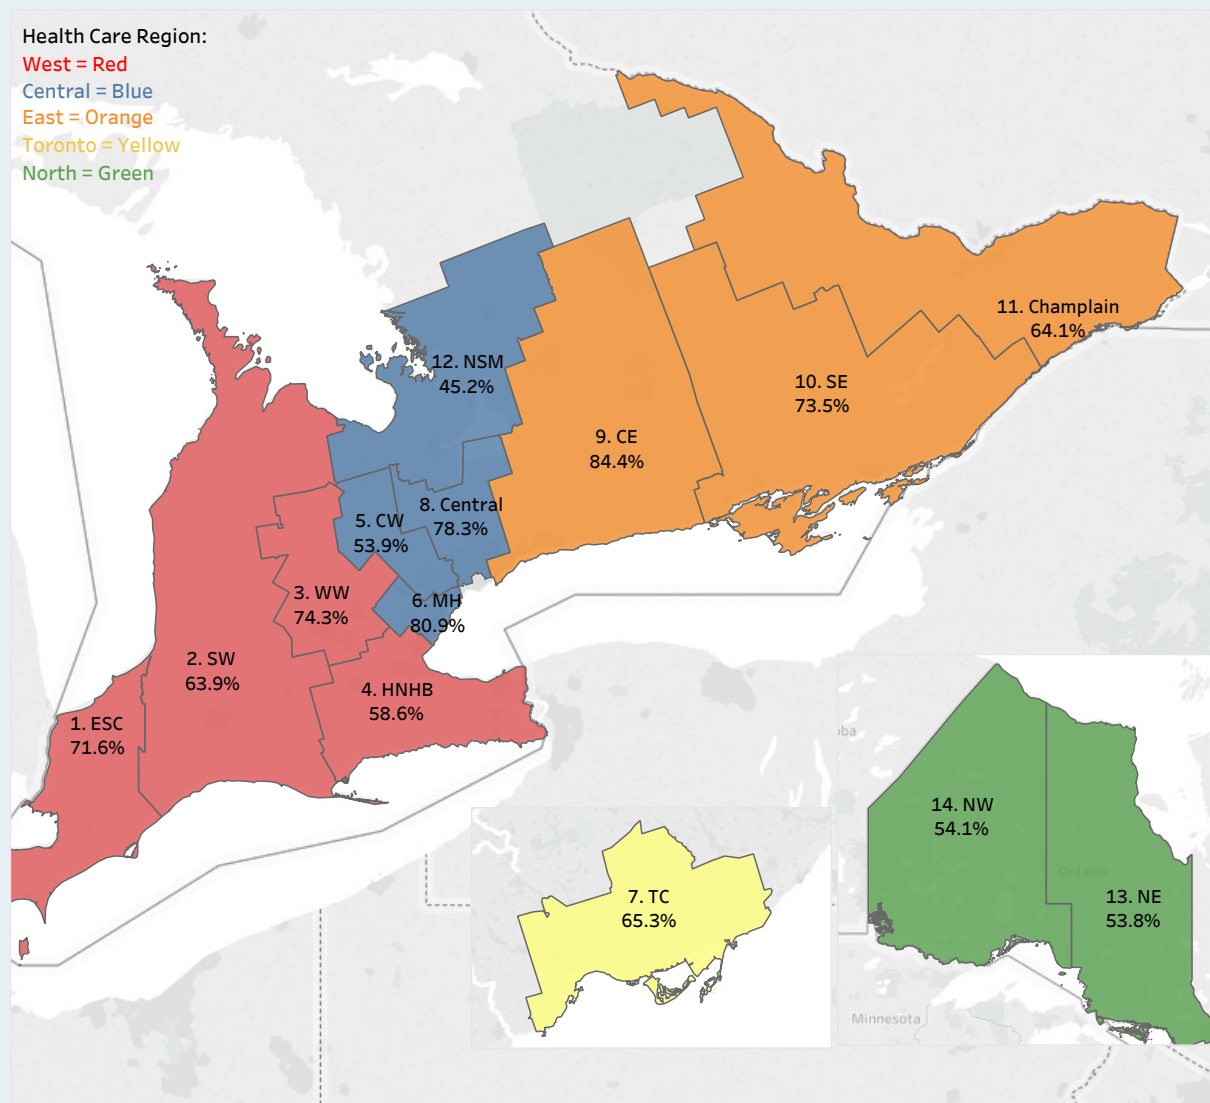 Health Care Region:
West = Red
Central = Blue
East = Orange
Toronto = Yellow
North = Green
11. Champlain
64.1%
12. NSM
45.2%
10. SE
73.5%
9. CE
84.4%
8. Central
78.3%
5. CW
53.9%
3. WW
74.3%
6. MH
80.9%
2. SW
63.9%
4. HNHB
58.6%
1. ESC
71.6%
ba
14. NW
54.1%
Ontario
7. TC
65.3%
13. NE
53.8%
Minnesota